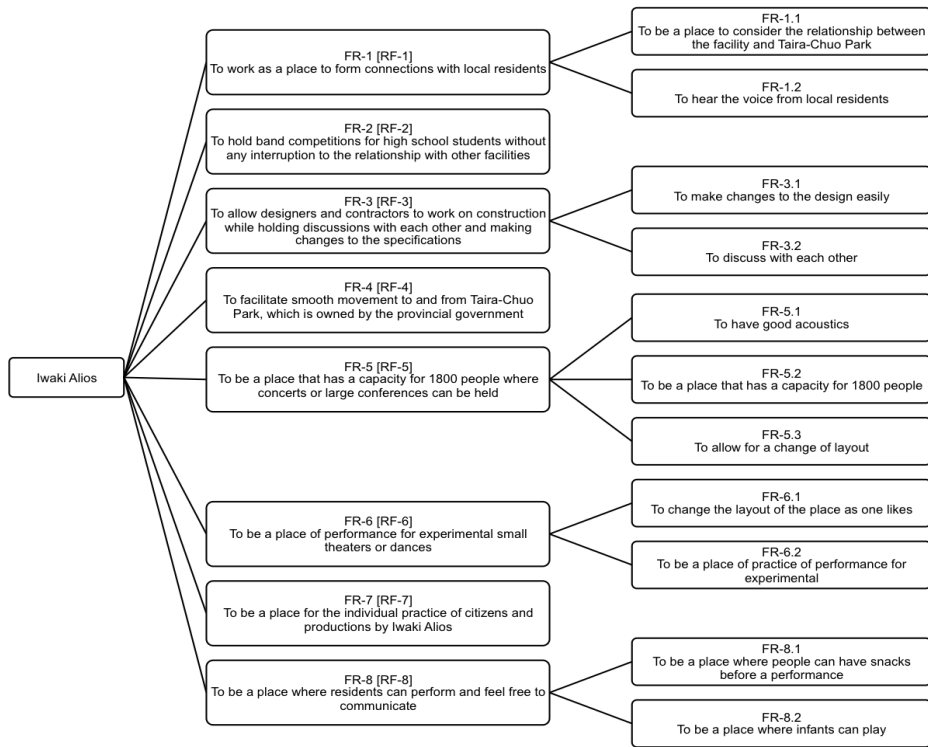 Iwaki Alios
FR-1 [RF-1]
To work as a place to form connections with local residents
FR-1.1
To be a place to consider the relationship between
the facility and Taira-Chuo Park
FR-1.2
To hear the voice from local residents
FR-2 [RF-2]
To hold band competitions for high school students without
any interruption to the relationship with other facilities
FR-3 [RF-3]
To allow designers and contractors to work on construction
while holding discussions with each other and making
changes to the specifications
FR-3.1
To make changes to the design easily
FR-3.2
To discuss with each other
FR-4 [RF-4]
To facilitate smooth movement to and from Taira-Chuo
Park, which is owned by the provincial government
FR-5 [RF-5]
To be a place that has a capacity for 1800 people where
concerts or large conferences can be held
FR-5.1
To have good acoustics
FR-5.2
To be a place that has a capacity for 1800 people
FR-5.3
To allow for a change of layout
FR-6 [RF-6]
To be a place of performance for experimental small
theaters or dances
FR-6.1
To change the layout of the place as one likes
FR-6.2
To be a place of practice of performance for
experimental
FR-7 [RF-7]
To be a place for the individual practice of citizens and
productions by Iwaki Alios
FR-8 [RF-8]
To be a place where residents can perform and feel free to
communicate
FR-8.1
To be a place where people can have snacks
before a performance
FR-8.2
To be a place where infants can play